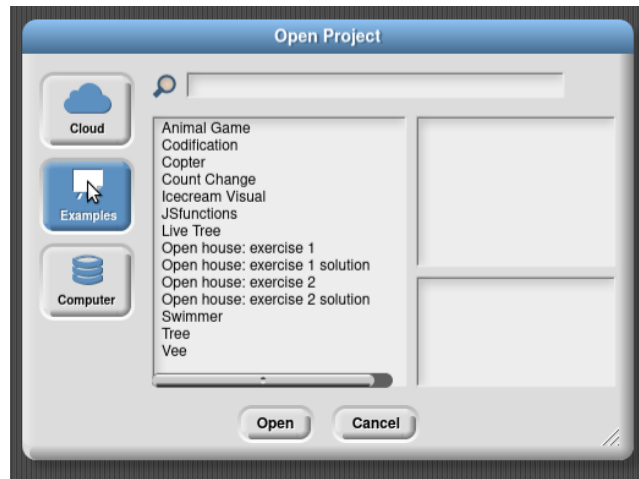 Open Project
Cloud
Examples
Computer
Animal Game
Codification
Copter
Count Change
Icecream Visual
JSfunctions
Live Tree
Open house: exercise 1
Open house: exercise 1 solution
Open house: exercise 2
Open house: exercise 2 solution
Swimmer
Tree
Vee
Open
Cancel